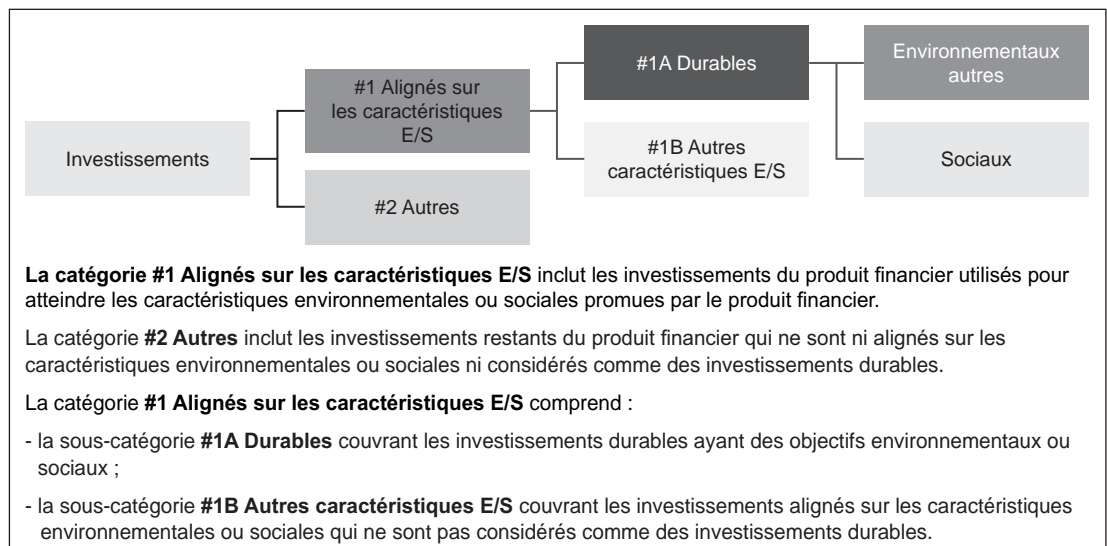 Investissements
#1 Alignés sur
les caractéristiques
E/S
#2 Autres
#1A Durables
#1B Autres
caractéristiques E/S
Environnementaux
autres
Sociaux
La catégorie #1 Alignés sur les caractéristiques E/S inclut les investissements du produit financier utilisés pour
atteindre les caractéristiques environnementales ou sociales promues par le produit financier.
La catégorie #2 Autres inclut les investissements restants du produit financier qui ne sont ni alignés sur les
caractéristiques environnementales ou sociales ni considérés comme des investissements durables.
La catégorie #1 Alignés sur les caractéristiques E/S comprend :
- la sous-catégorie #1A Durables couvrant les investissements durables ayant des objectifs environnementaux ou
sociaux ;
- la sous-catégorie #1B Autres caractéristiques E/S couvrant les investissements alignés sur les caractéristiques
environnementales ou sociales qui ne sont pas considérés comme des investissements durables.